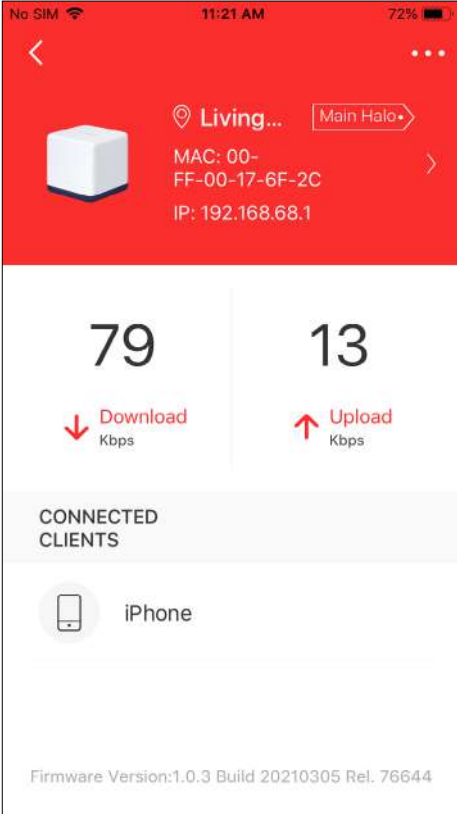 No SIM 11:21 AM 72%
Living... Main Halo
MAC: 00-
FF-00-17-6F-2C
IP: 192.168.68.1
79 13
Download Upload
Kbps Kbps
CONNECTED
CLIENTS
iPhone
Firmware Version:1.0.3 Build 20210305 Rel. 76644